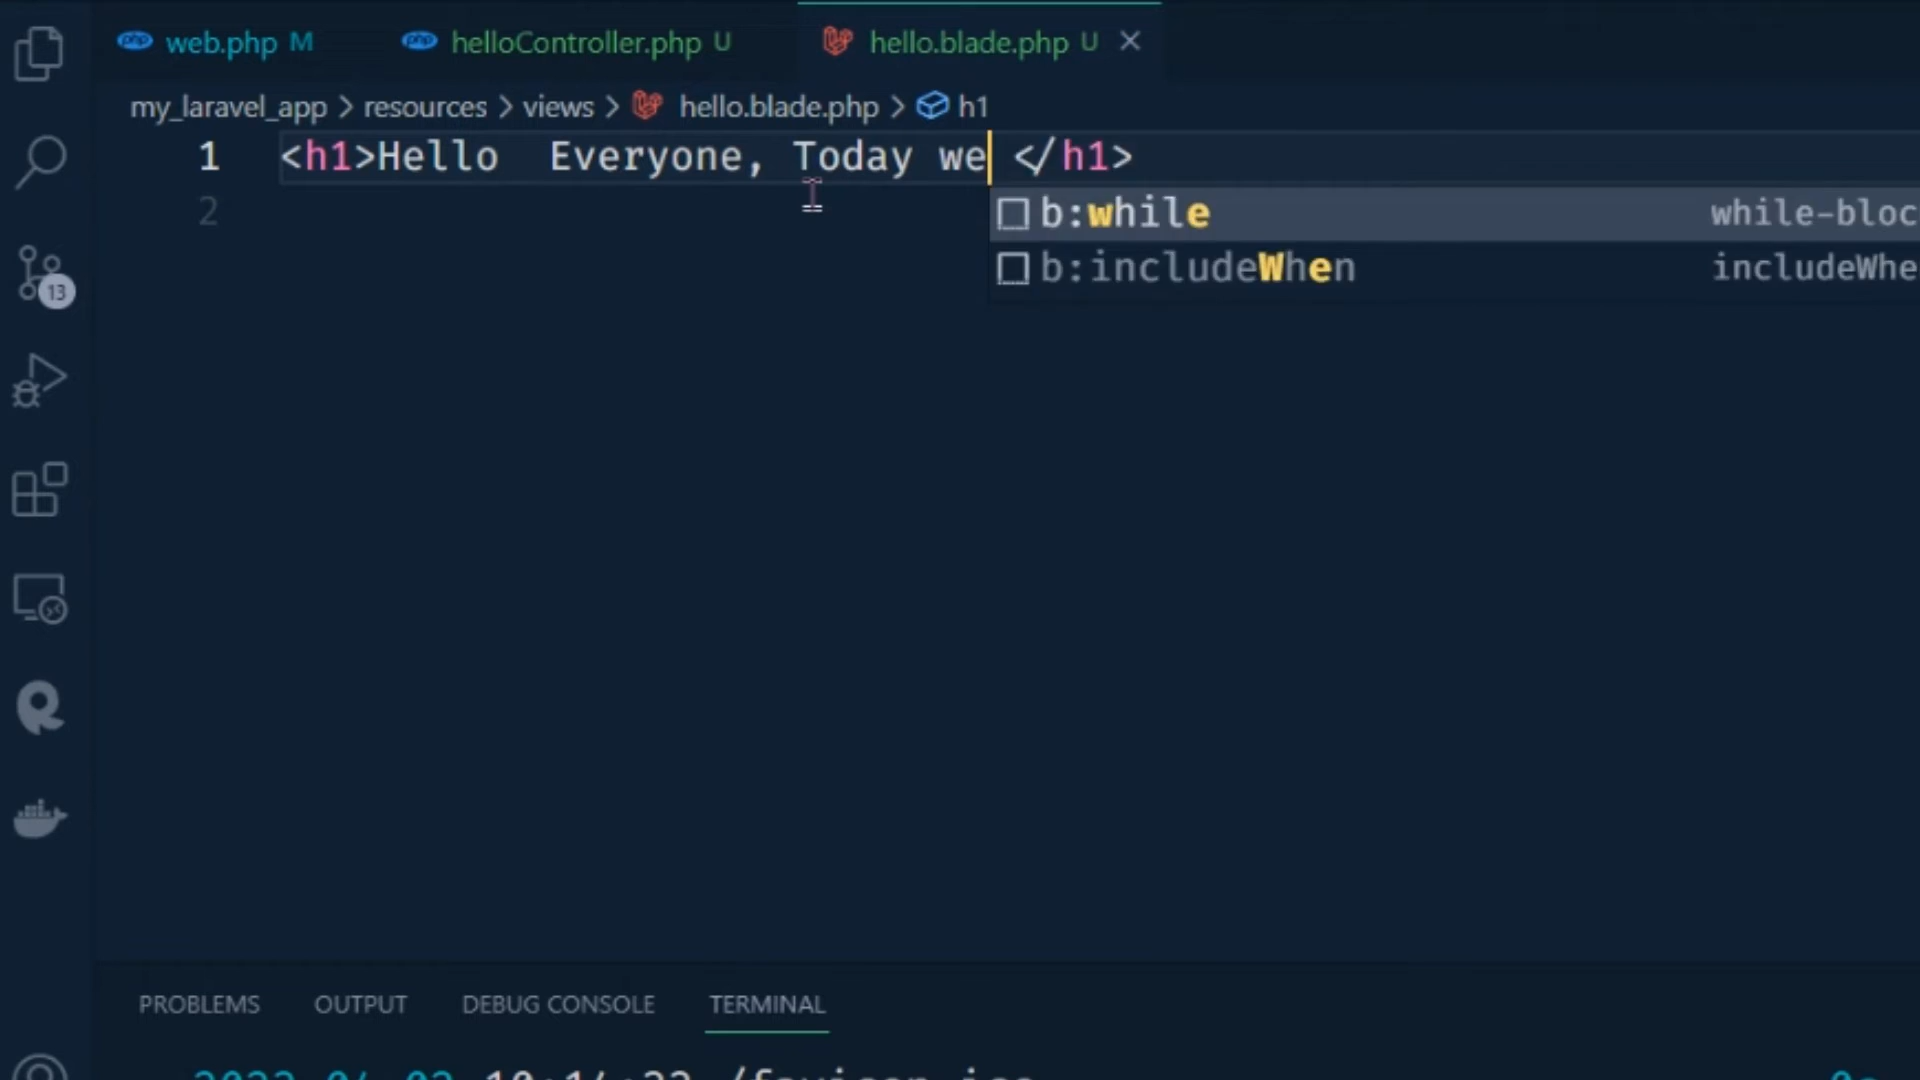 web.php M helloController.php U hello.blade.php U
my_laravel_app > resources > views > hello.blade.php > h1
1 <h1>Hello  Everyone, Today we </h1>
b:while while-bloc
2
b:includeWhen includeWhe
13
PROBLEMS OUTPUT DEBUG CONSOLE TERMINAL